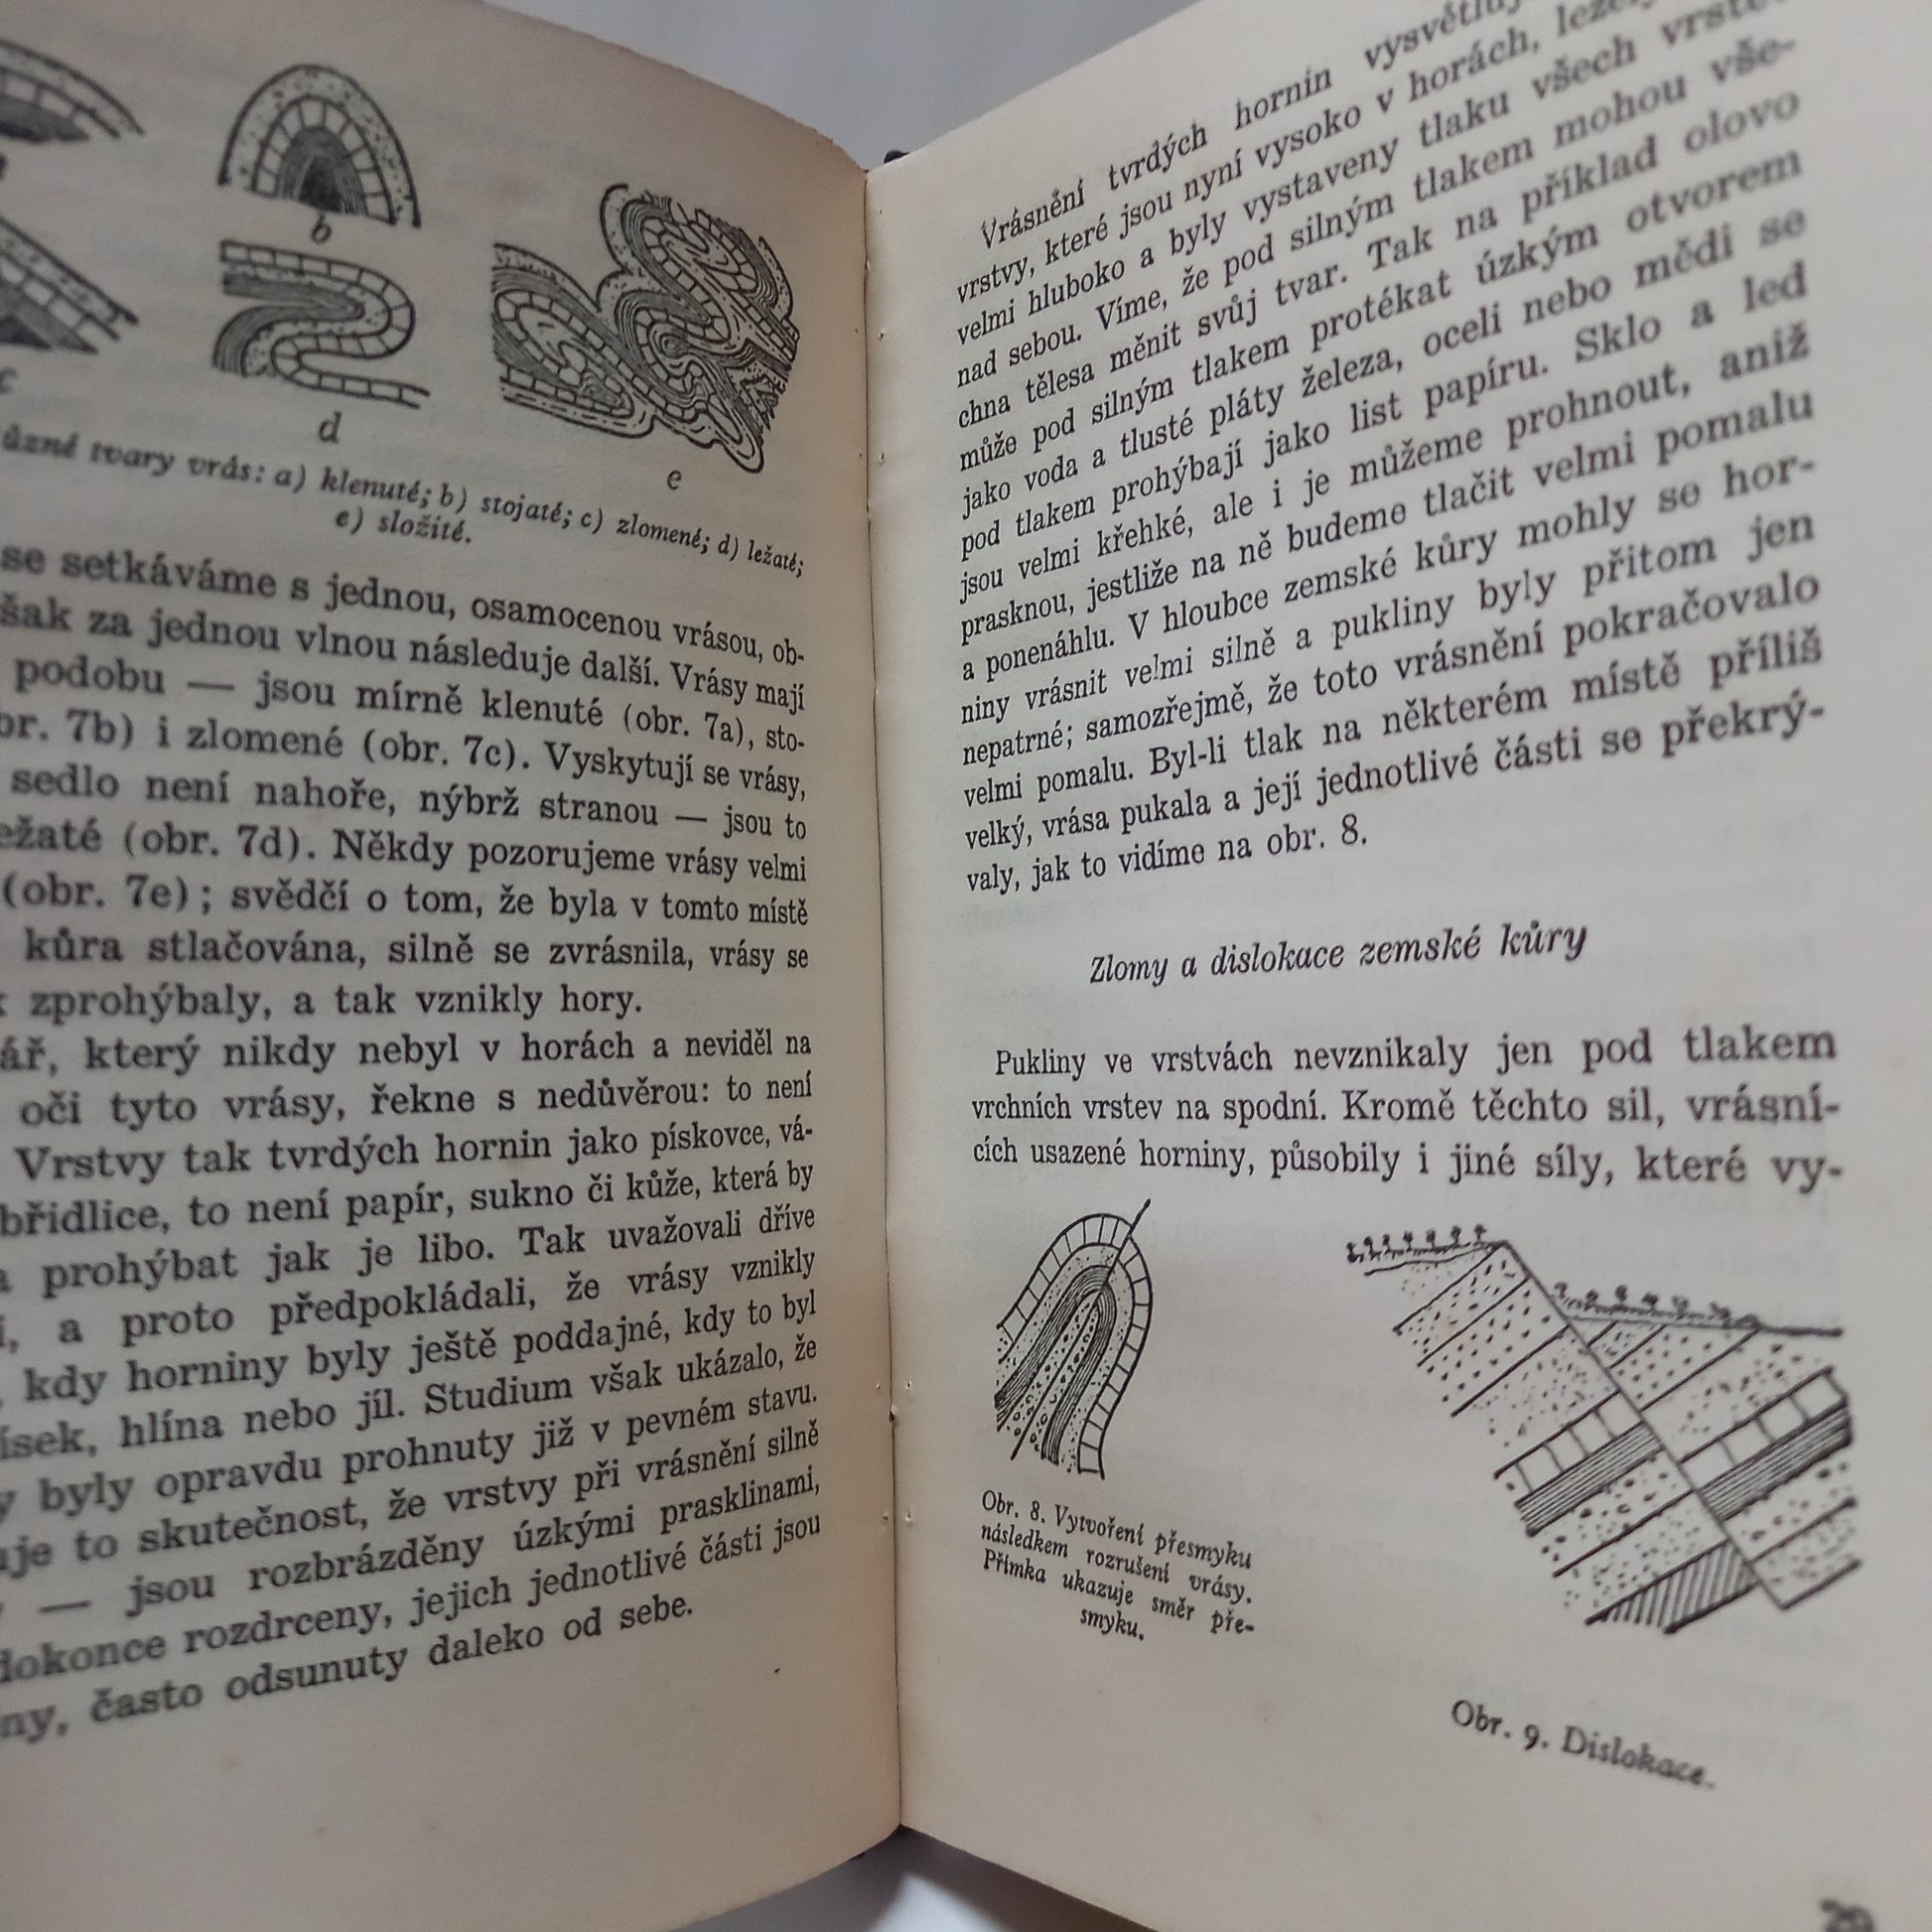 b
c
d
e
tvary vrás: a) klenuté; b) stojaté; c) zlomené; d) ležaté;
e) složité.
se setkáváme s jednou, osamocenou vrásou, ob-
za jednou vlnou následuje další. Vrásy mají
podobu — jsou mírně klenuté (obr. 7a), sto-
7b) i zlomené (obr. 7c). Vyskytují se vrásy,
sedlo není nahoře, nýbrž stranou — jsou to
(obr. 7d). Někdy pozorujeme vrásy velmi
(obr. 7e); svědčí o tom, že byla v tomto místě
kůra stlačována, silně se zvrásnila, vrásy se
zprohýbaly, a tak vznikly hory.
který nikdy nebyl v horách a neviděl na
oči tyto vrásy, řekne s nedůvěrou: to není
Vrstvy tak tvrdých hornin jako pískovce, vá-
břidlice, to není papír, sukno či kůže, která by
prohýbat jak je libo. Tak uvažovali dříve
a proto předpokládali, že vrásy vznikly
kdy horniny byly ještě poddajné, kdy to byl
hlína nebo jíl. Studium však ukázalo, že
byly opravdu prohnuty již v pevném stavu.
to skutečnost, že vrstvy při vrásnění silně
— jsou rozbrázděny úzkými prasklinami,
dokonce rozdrceny, jejich jednotlivé části jsou
často odsunuty daleko od sebe.
Vrásnění tvrdých hornin
vrstvy, které jsou nyní vysoko v horách,
velmi hluboko a byly vystaveny tlaku všech
nad sebou. Víme, že pod silným tlakem mohou vše-
chna tělesa měnit svůj tvar. Tak na příklad olovo
může pod silným tlakem protékat úzkým otvorem
jako voda a tlusté pláty železa, oceli nebo mědi se
pod tlakem prohýbají jako list papíru. Sklo a led
jsou velmi křehké, ale i je můžeme prohnout, aniž
prasknou, jestliže na ně budeme tlačit velmi pomalu
a ponenáhlu. V hloubce zemské kůry mohly se hor-
niny vrásnit velmi silně a pukliny byly přitom jen
nepatrné; samozřejmě, že toto vrásnění pokračovalo
velmi pomalu. Byl-li tlak na některém místě příliš
velký, vrása pukala a její jednotlivé části se překrý-
valy, jak to vidíme na obr. 8.
Zlomy a dislokace zemské kůry
Pukliny ve vrstvách nevznikaly jen pod tlakem
vrchních vrstev na spodní. Kromě těchto sil, vrásní-
cích usazené horniny, působily i jiné síly, které vy-
Obr. 8. Vytvoření přesmyku
následkem rozrušení vrásy.
Přímka ukazuje směr pře-
smyku.
Obr. 9. Dislokace.